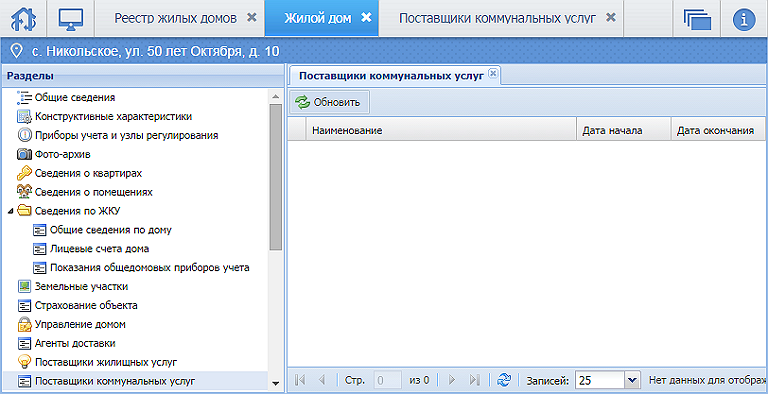 Реестр жилых домов
Жилой дом
Поставщики коммунальных услуг
с. Никольское, ул. 50 лет Октября, д. 10
Разделы
Общие сведения
Конструктивные характеристики
Приборы учета и узлы регулирования
Фото-архив
Сведения о квартирах
Сведения о помещениях
Сведения по ЖКУ
Общие сведения по дому
Лицевые счета дома
Показания общедомовых приборов учета
Земельные участки
Страхование объекта
Управление домом
Агенты доставки
Поставщики жилищных услуг
Поставщики коммунальных услуг
Поставщики коммунальных услуг
Обновить
Наименование Дата начала Дата окончания
Стр. 0 из 0 Записей: 25 Нет данных для отображ